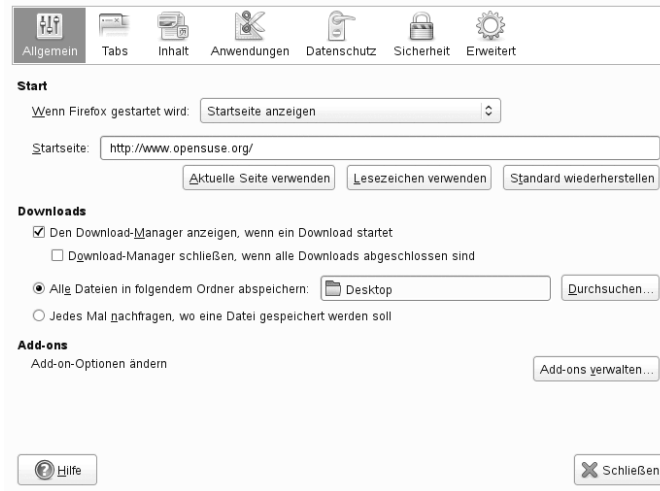 Allgemein Tabs Inhalt Anwendungen Datenschutz Sicherheit Erweitert
Start
Wenn Firefox gestartet wird: Startseite anzeigen
Startseite: http://www.opensuse.org/
Aktuelle Seite verwenden Lesezeichen verwenden Standard wiederherstellen
Downloads
Den Download-Manager anzeigen, wenn ein Download startet
Download-Manager schließen, wenn alle Downloads abgeschlossen sind
Alle Dateien in folgendem Ordner abspeichern: Desktop Durchsuchen...
Jedes Mal nachfragen, wo eine Datei gespeichert werden soll
Add-ons
Add-on-Optionen ändern
Add-ons verwalten...
Hilfe Schließen